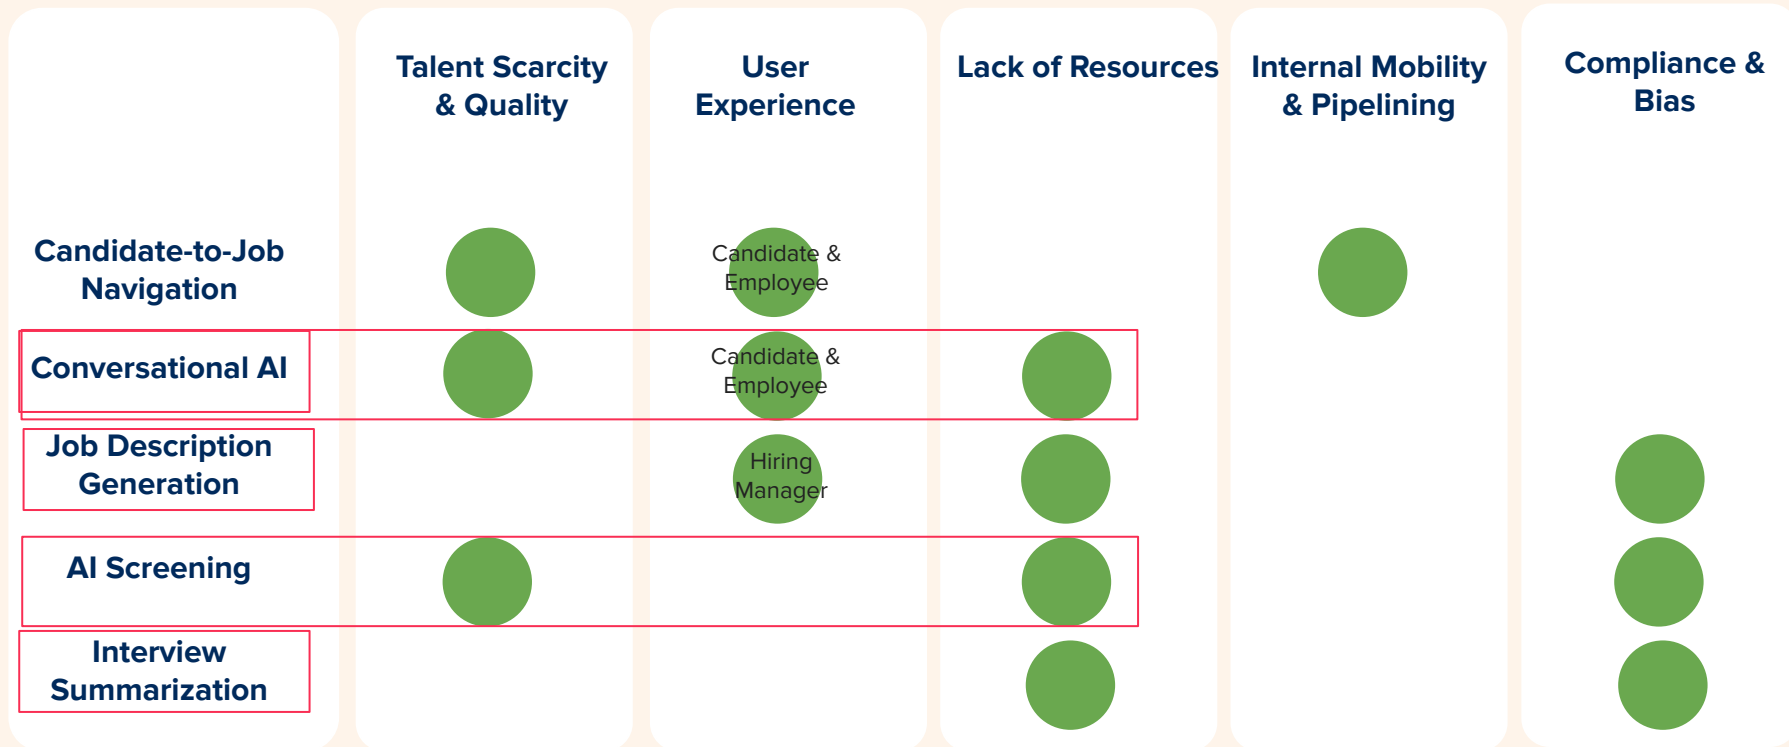 Talent Scarcity
& Quality
User
Experience
Lack of Resources
Internal Mobility
& Pipelining
Compliance &
Bias
Candidate-to-Job
Navigation
Candidate &
Employee
Conversational AI
Candidate &
Employee
Job Description
Generation
Hiring
Manager
AI Screening
Interview
Summarization